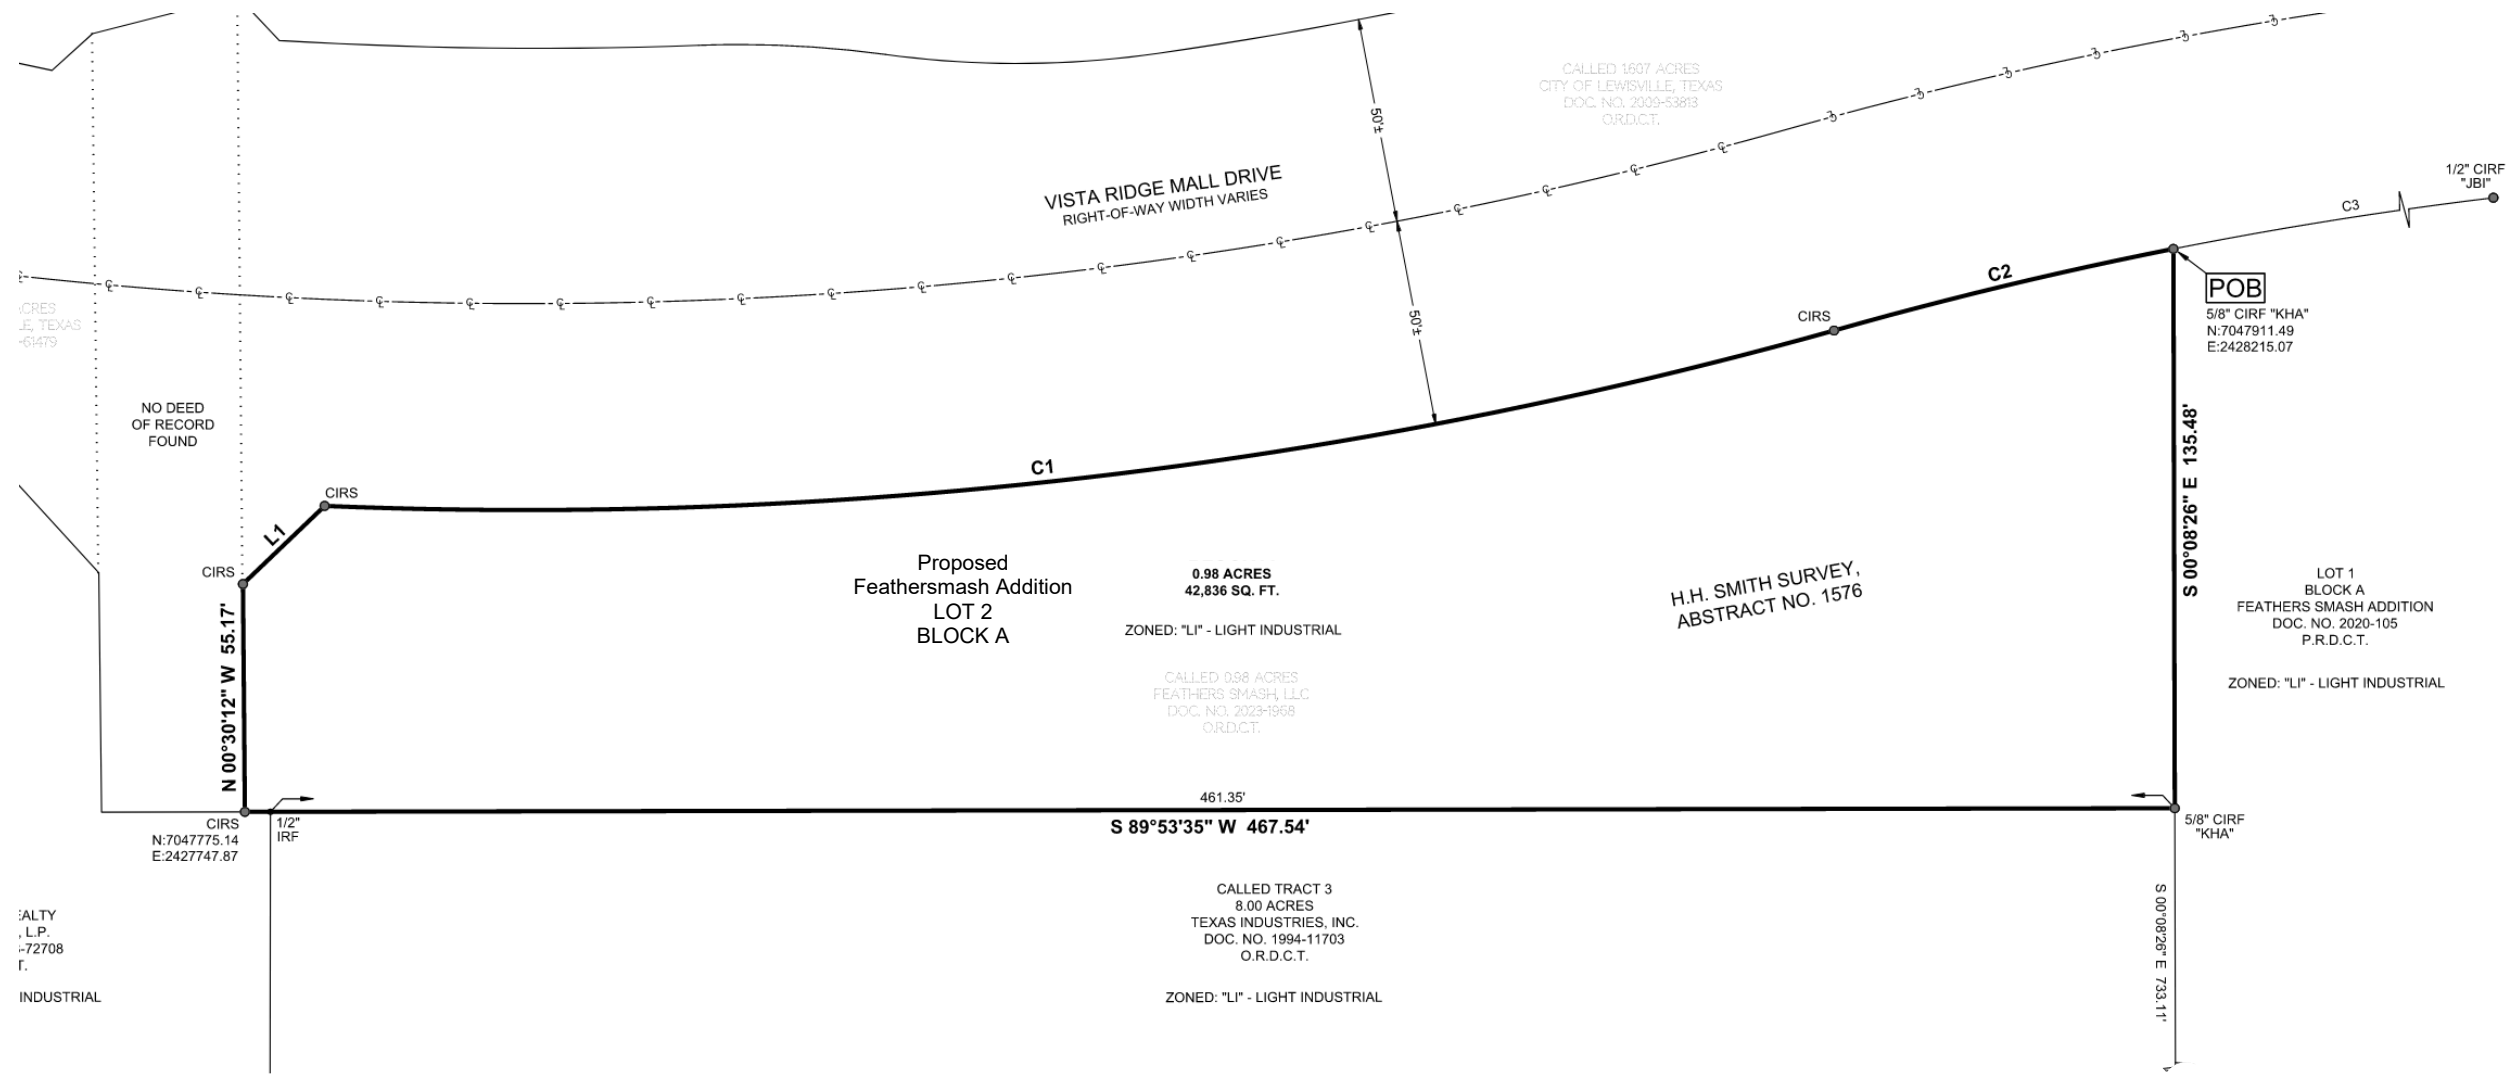 CALLED 1.607 ACRES
CITY OF LEWISVILLE, TEXAS
DOC. NO. 2009-53813
O.R.D.C.T.
50'±
VISTA RIDGE MALL DRIVE
RIGHT-OF-WAY WIDTH VARIES
1/2" CIRF
"JBI"
C3
C2
POB
5/8" CIRF "KHA"
N:7047911.49
E:2428215.07
CIRS
50'±
ACRES
LE, TEXAS
-61479
NO DEED
OF RECORD
FOUND
C1
CIRS
L1
CIRS
S 00°08'26" E 135.48'
Proposed
Feathersmash Addition
LOT 2
BLOCK A
0.98 ACRES
42,836 SQ. FT.
ZONED: "LI" - LIGHT INDUSTRIAL
H.H. SMITH SURVEY,
ABSTRACT NO. 1576
LOT 1
BLOCK A
FEATHERS SMASH ADDITION
DOC. NO. 2020-105
P.R.D.C.T.
ZONED: "LI" - LIGHT INDUSTRIAL
CALLED 0.98 ACRES
FEATHERS SMASH, LLC
DOC. NO. 2023-1968
O.R.D.C.T.
N 00°30'12" W 55.17'
461.35'
S 89°53'35" W 467.54'
CIRS
N:7047775.14
E:2427747.87
1/2"
IRF
5/8" CIRF
"KHA"
CALLED TRACT 3
8.00 ACRES
TEXAS INDUSTRIES, INC.
DOC. NO. 1994-11703
O.R.D.C.T.
ZONED: "LI" - LIGHT INDUSTRIAL
S 00°08'26" E 733.11'
EALTY
, L.P.
-72708
T.
INDUSTRIAL